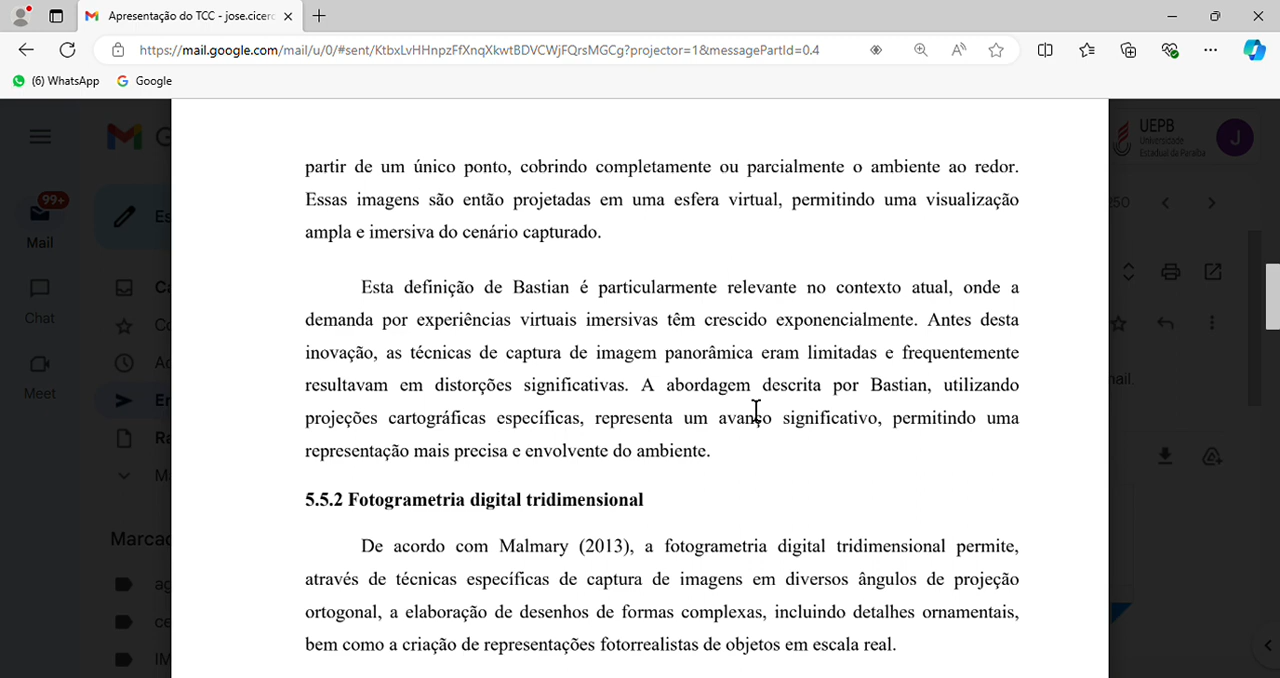 Apresentação do TCC - jose.cicero
https://mail.google.com/mail/u/0/#sent/KtbxLvHHnpzFfXnqXkwtBDVCWjFQrsMGCg?projector=1&messagePartId=0.4
(6) WhatsApp
Google
UEPB
Universidade
Estadual da Paraíba
J
99+
Mail
Chat
Meet
Marca
partir de um único ponto, cobrindo completamente ou parcialmente o ambiente ao redor.
Essas imagens são então projetadas em uma esfera virtual, permitindo uma visualização
ampla e imersiva do cenário capturado.
Esta definição de Bastian é particularmente relevante no contexto atual, onde a
demanda por experiências virtuais imersivas têm crescido exponencialmente. Antes desta
inovação, as técnicas de captura de imagem panorâmica eram limitadas e frequentemente
resultavam em distorções significativas. A abordagem descrita por Bastian, utilizando
projeções cartográficas específicas, representa um avanço significativo, permitindo uma
representação mais precisa e envolvente do ambiente.
5.5.2 Fotogrametria digital tridimensional
De acordo com Malmary (2013), a fotogrametria digital tridimensional permite,
através de técnicas específicas de captura de imagens em diversos ângulos de projeção
ortogonal, a elaboração de desenhos de formas complexas, incluindo detalhes ornamentais,
bem como a criação de representações fotorrealistas de objetos em escala real.